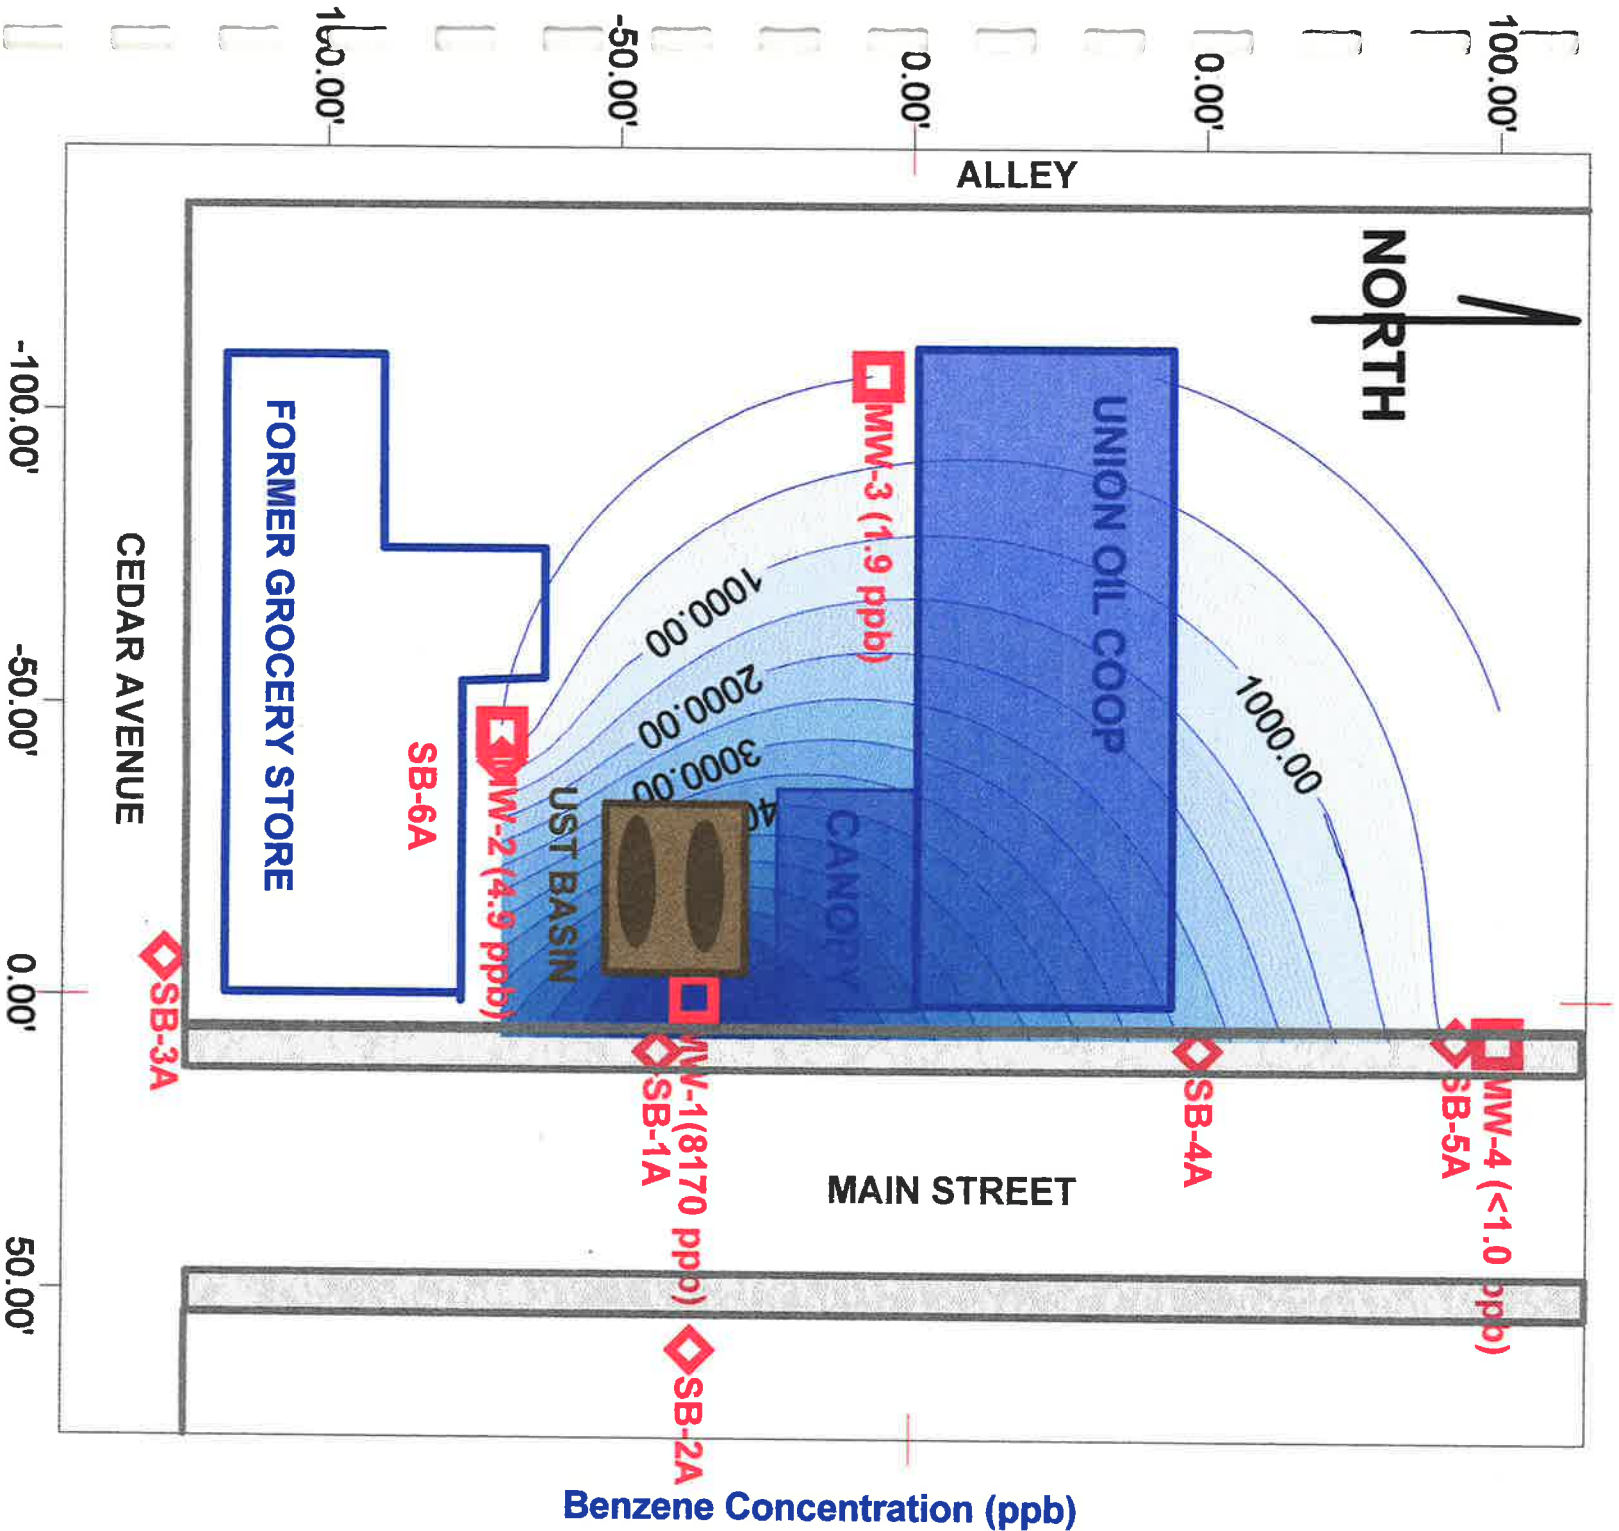 100.00'
-50.00'
0.00'
0.00'
100.00'
ALLEY
NORTH
UNION OIL COOP
MW-3 (1.9 ppb)
FORMER GROCERY STORE
CEDAR AVENUE
1000.00
2000.00
3000.00
40
1000.00
CANOPY
UST BASIN
SB-6A
MW-2 (4.9 ppb)
SB-3A
SB-1A
MW-1(8170 ppb)
SB-4A
SB-5A
MW-4 (<1.0 ppb)
MAIN STREET
SB-2A
-100.00'
-50.00'
0.00'
50.00'
Benzene Concentration (ppb)